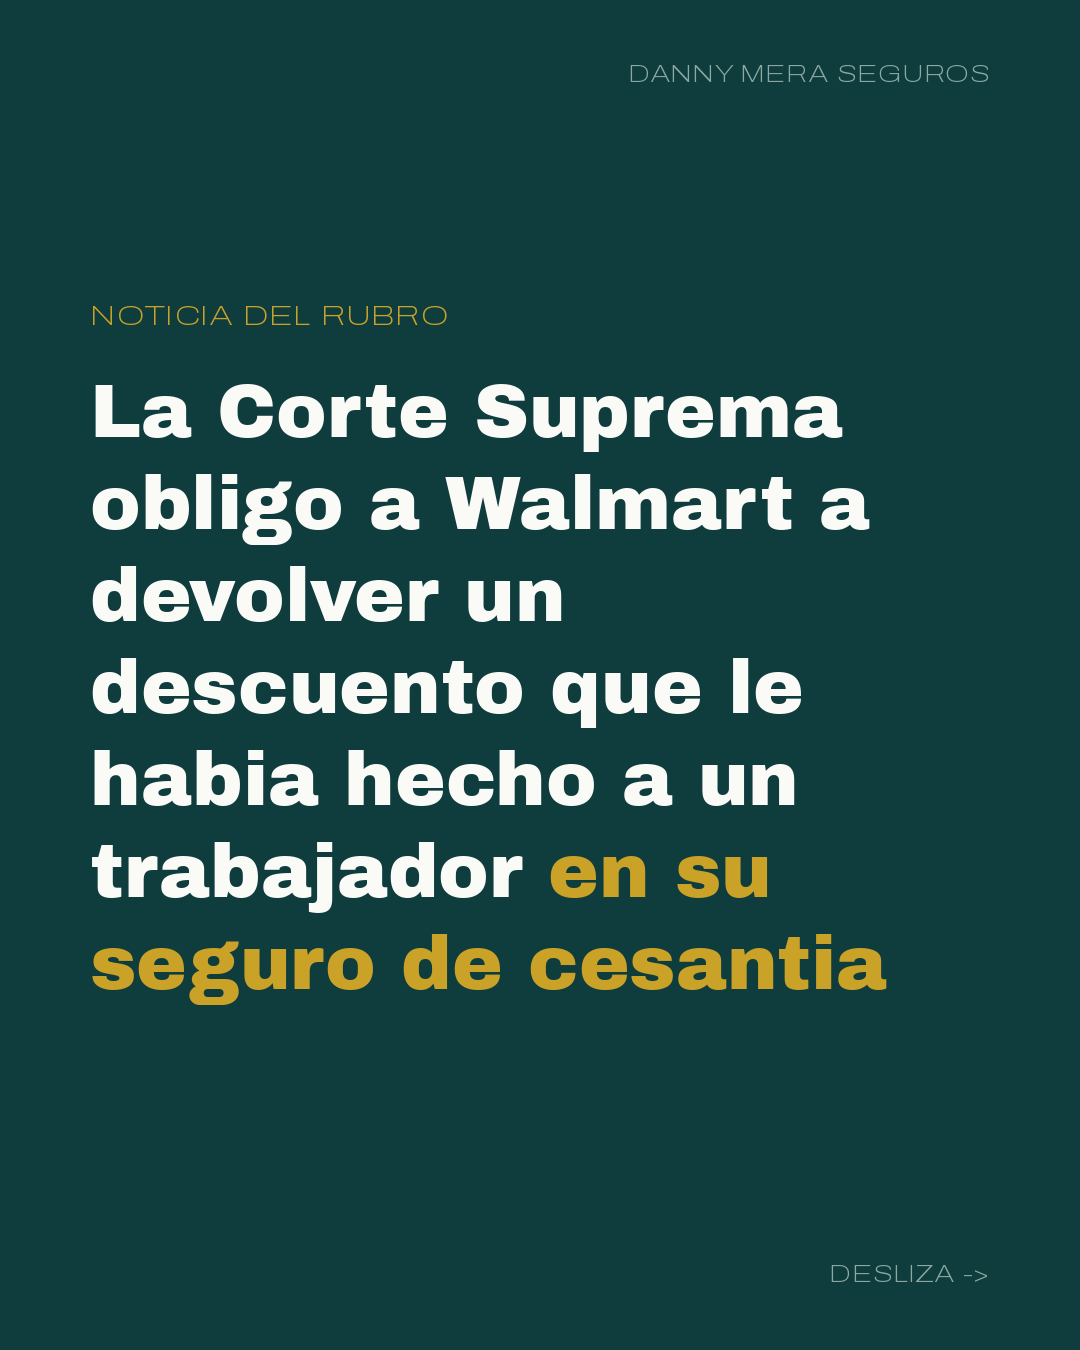 DANNY MERA SEGUROS
NOTICIA DEL RUBRO
La Corte Suprema
obligo a Walmart a
devolver un
descuento que le
habia hecho a un
trabajador en su
seguro de cesantia
DESLIZA ->